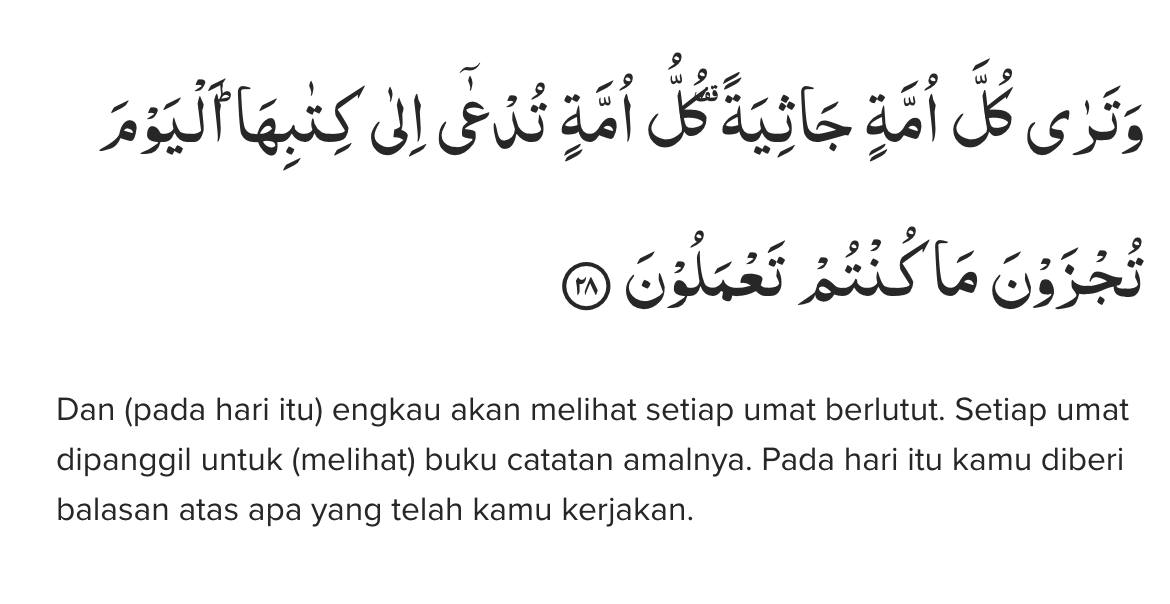 وَتَرٰى كُلَّ اُمَّةٍ جَاثِيَةً ۗ كُلُّ اُمَّةٍ تُدْعٰٓى اِلٰى كِتٰبِهَاۗ اَلْيَوْمَ
تُجْزَوْنَ مَا كُنْتُمْ تَعْمَلُوْنَ ٢٨
Dan (pada hari itu) engkau akan melihat setiap umat berlutut. Setiap umat
dipanggil untuk (melihat) buku catatan amalnya. Pada hari itu kamu diberi
balasan atas apa yang telah kamu kerjakan.